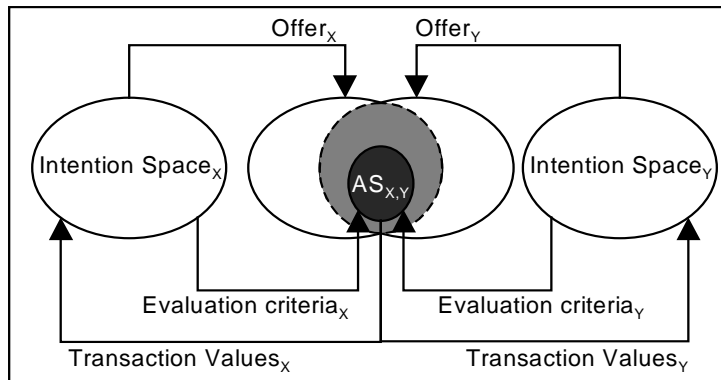 Offer_X Offer_Y
Intention Space_X AS_X,Y Intention Space_Y
Evaluation criteria_X Evaluation criteria_Y
Transaction Values_X Transaction Values_Y